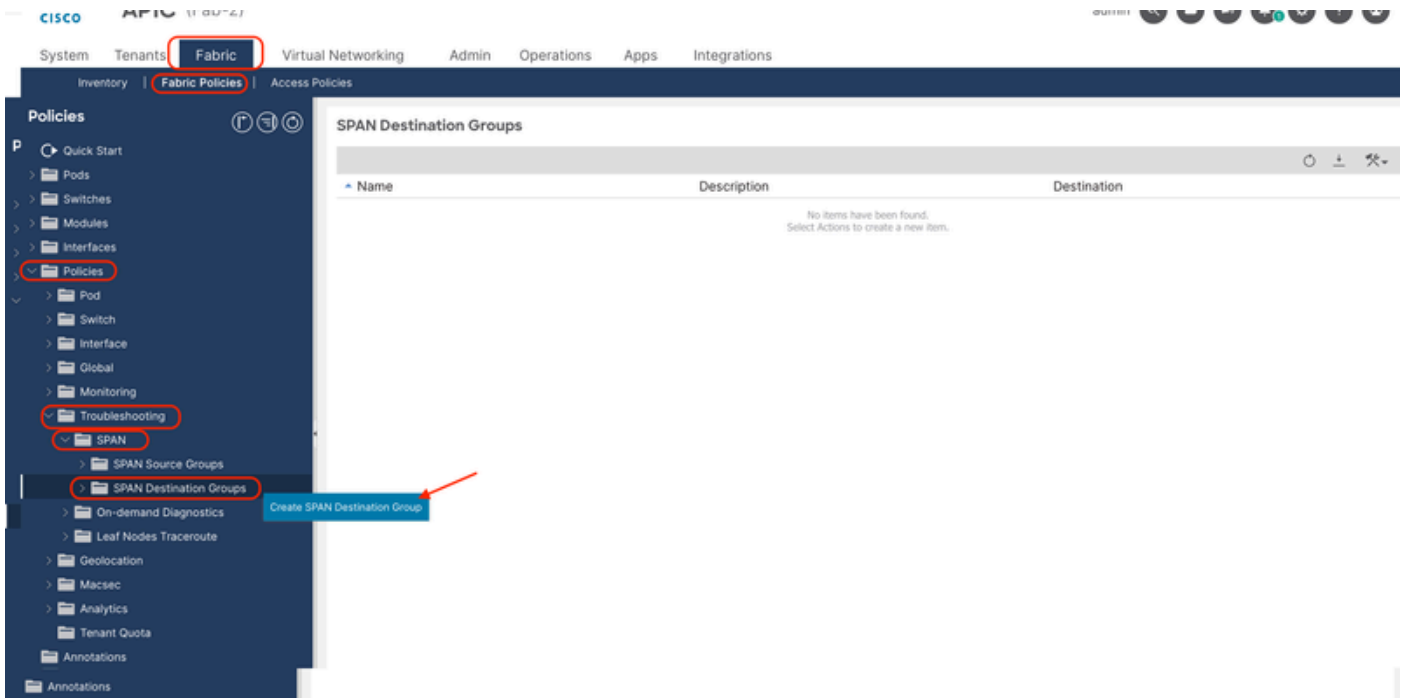 CISCO APIC (Fab-2) admin
System Tenants Fabric Virtual Networking Admin Operations Apps Integrations
Inventory | Fabric Policies | Access Policies
Policies
P
Quick Start
Pods
Switches
Modules
Interfaces
Policies
Pod
Switch
Interface
Global
Monitoring
Troubleshooting
SPAN
SPAN Source Groups
SPAN Destination Groups
Create SPAN Destination Group
On-demand Diagnostics
Leaf Nodes Traceroute
Geolocation
Macsec
Analytics
Tenant Quota
Annotations
Annotations
SPAN Destination Groups
Name Description Destination
No items have been found.
Select Actions to create a new item.